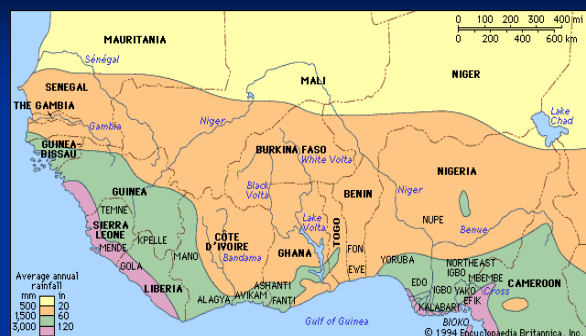 0 200 400 mi
0 200 400 600 km
MAURITANIA
Sénégal
MALI
NIGER
SENEGAL
THE GAMBIA
Gambia
Niger
Lake
Chad
GUINEA-
BISSAU
BURKINA FASO
White Volta
NIGERIA
GUINEA
Black
Volta
BENIN
Niger
TEMNE
SIERRA
LEONE
MENDE
KPELLE
GOLA
MANO
LIBERIA
CÔTE
D'IVOIRE
Bandama
Lake
Volta
GHANA
TOGO
FON
EWE
NUPE
Benue
YORUBA
ASHANTI
ALAGYA
AVIKAM
FANTI
EDO
NORTHEAST
IGBO
MBEMBE
IGBO
YAKO
Cross
EFIK
KALABARI
CAMEROON
BIOKO
Gulf of Guinea
Average annual
rainfall
mm in
500 20
1500 60
3,000 120
© 1994 Encyclopaedia Britannica, Inc.